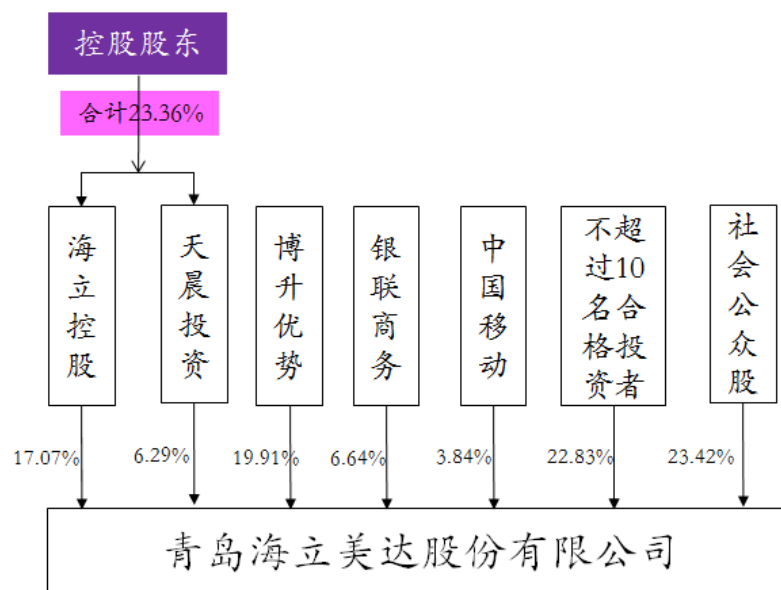 控股股东
合计23.36%
海立控股
天晨投资
博升优势
银联商务
中国移动
不超
过10
名合
格投
资者
社会公众股
17.07%
6.29%
19.91%
6.64%
3.84%
22.83%
23.42%
青岛海立美达股份有限公司